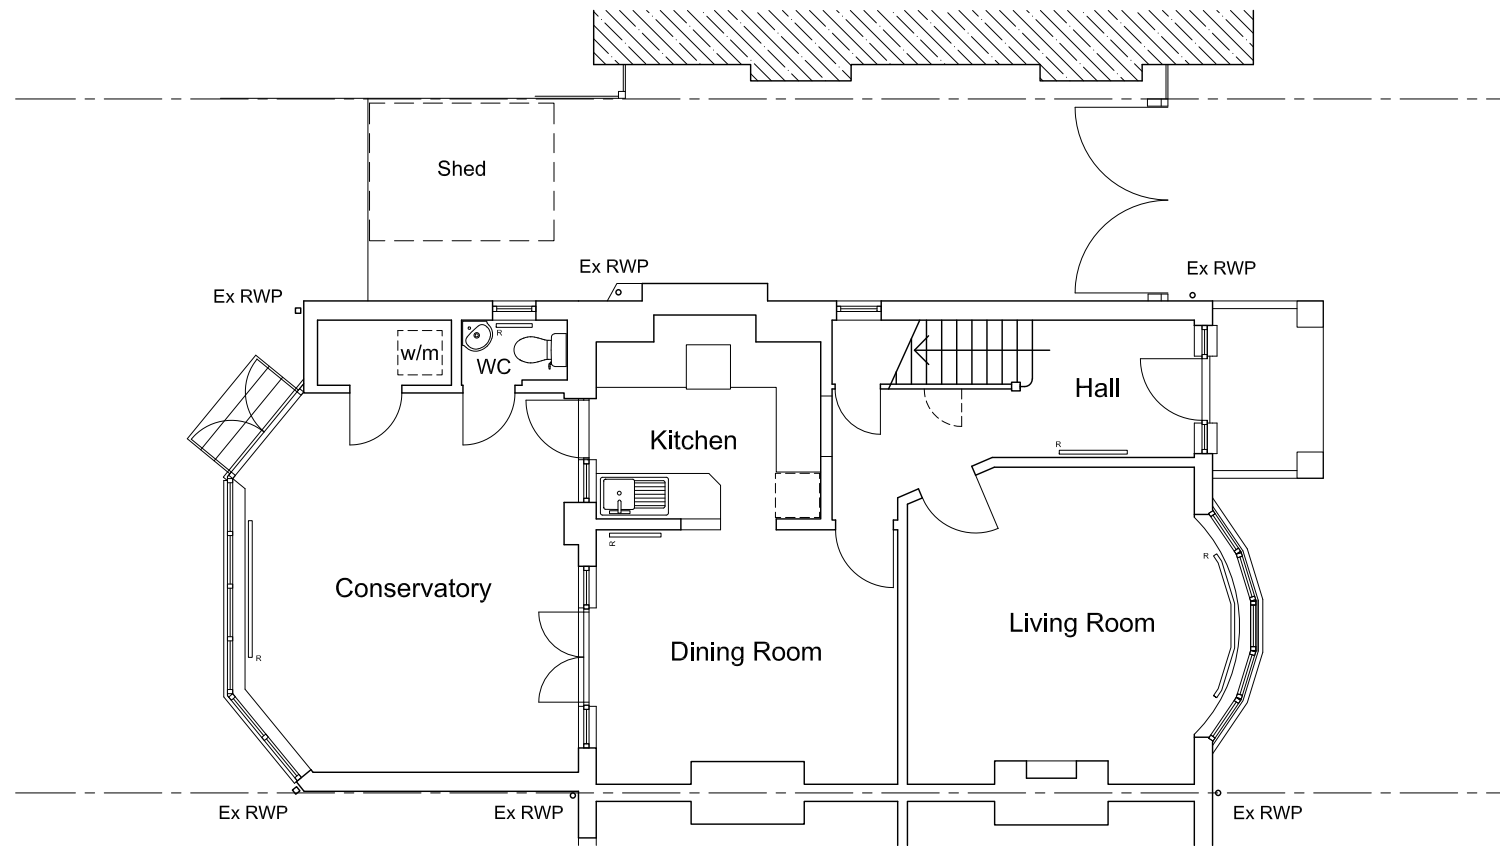 Shed
Ex RWP
Ex RWP
Ex RWP
R
w/m
WC
Hall
Kitchen
R
R
R
Conservatory
Living Room
Dining Room
R
Ex RWP
Ex RWP
Ex RWP